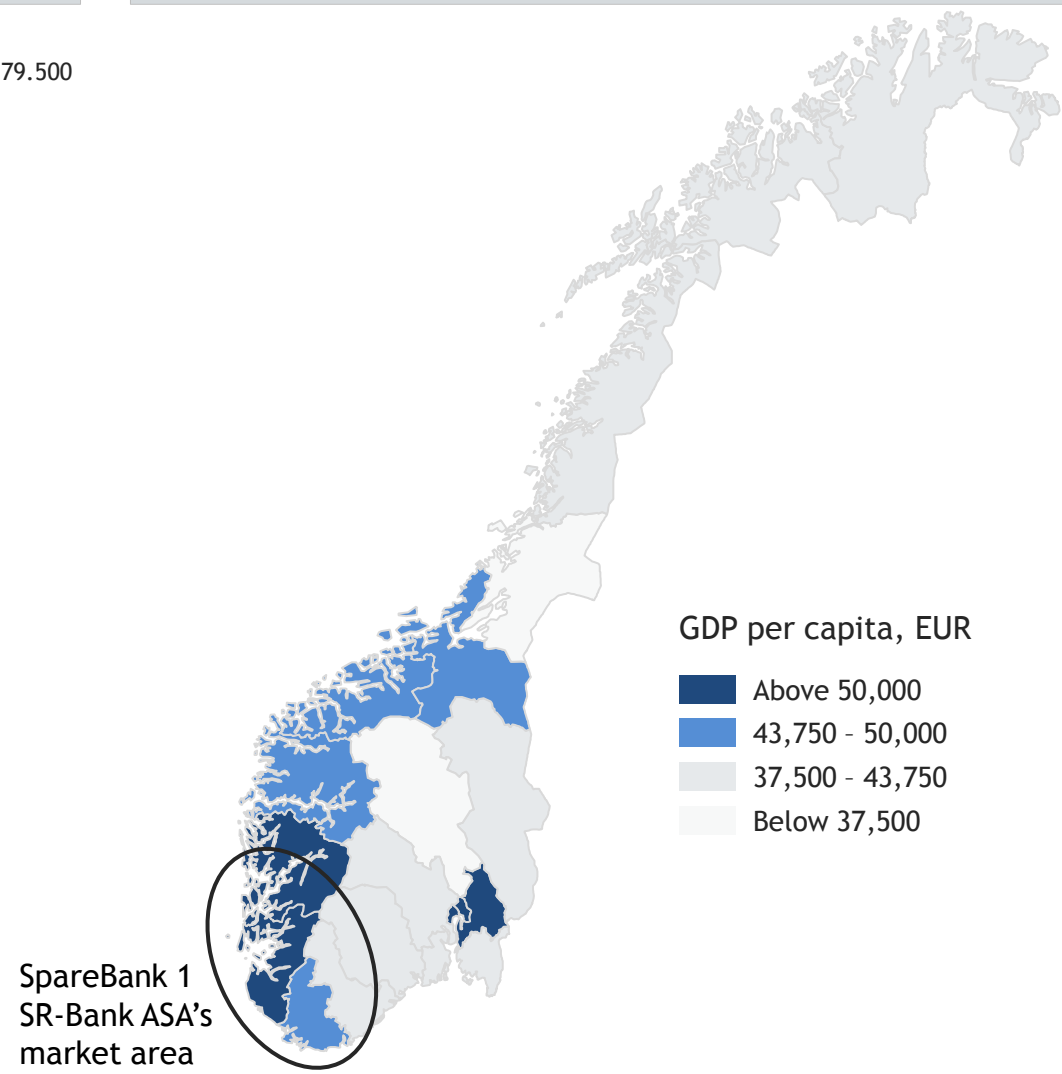 79.500
GDP per capita, EUR
Above 50,000
43,750 – 50,000
37,500 – 43,750
Below 37,500
SpareBank 1
SR-Bank ASA’s
market area